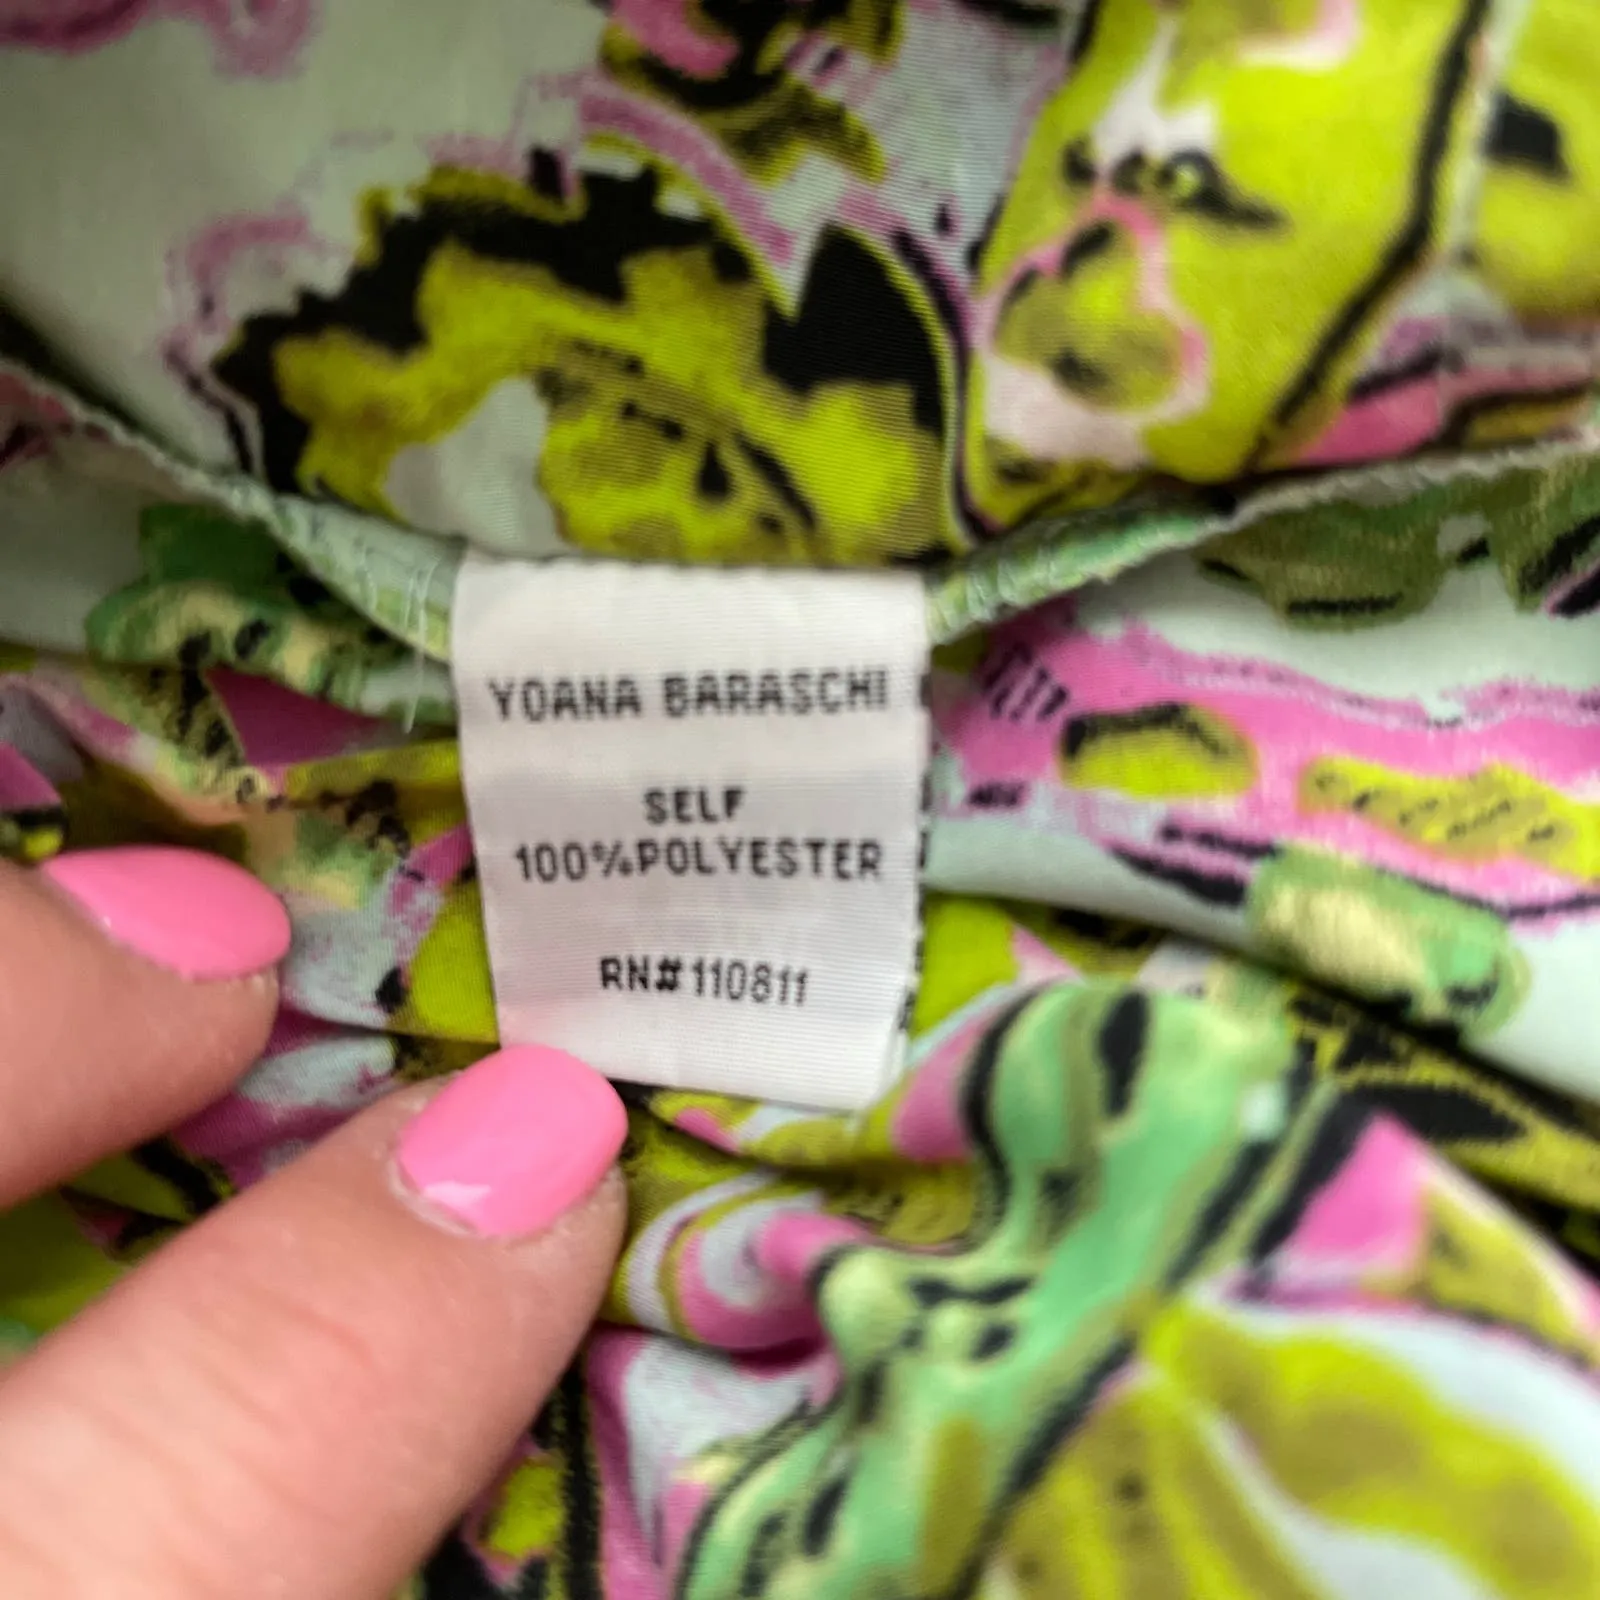 YOANA BARASCHI
SELF
100%POLYESTER
RN#110811